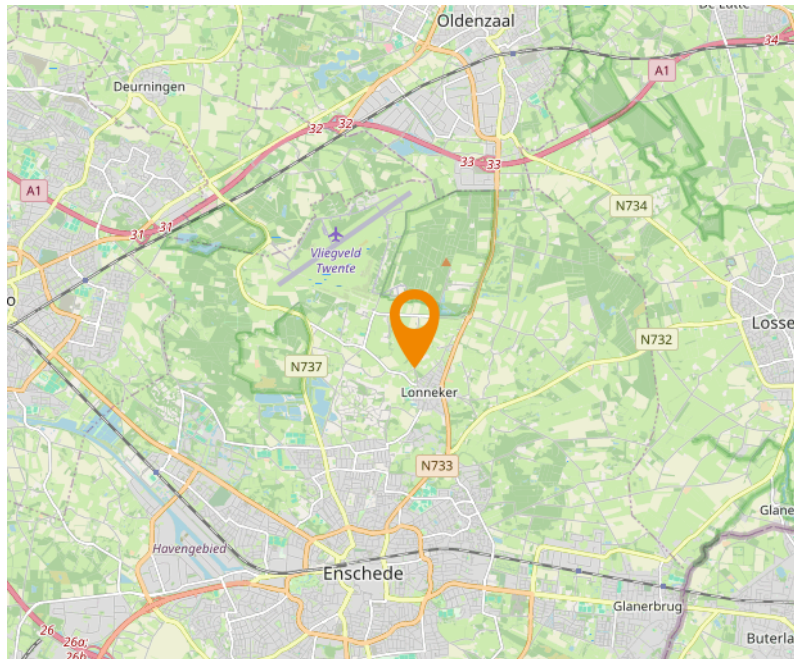 De Lutte
Oldenzaal
34
A1
Deurningen
32
32
33
33
A1
N734
31
31
Vliegveld
Twente
o
Losse
N732
N737
Lonneker
N733
Glane
Havengebied
Enschede
Glanerbrug
26
26a;
26b
Buterla